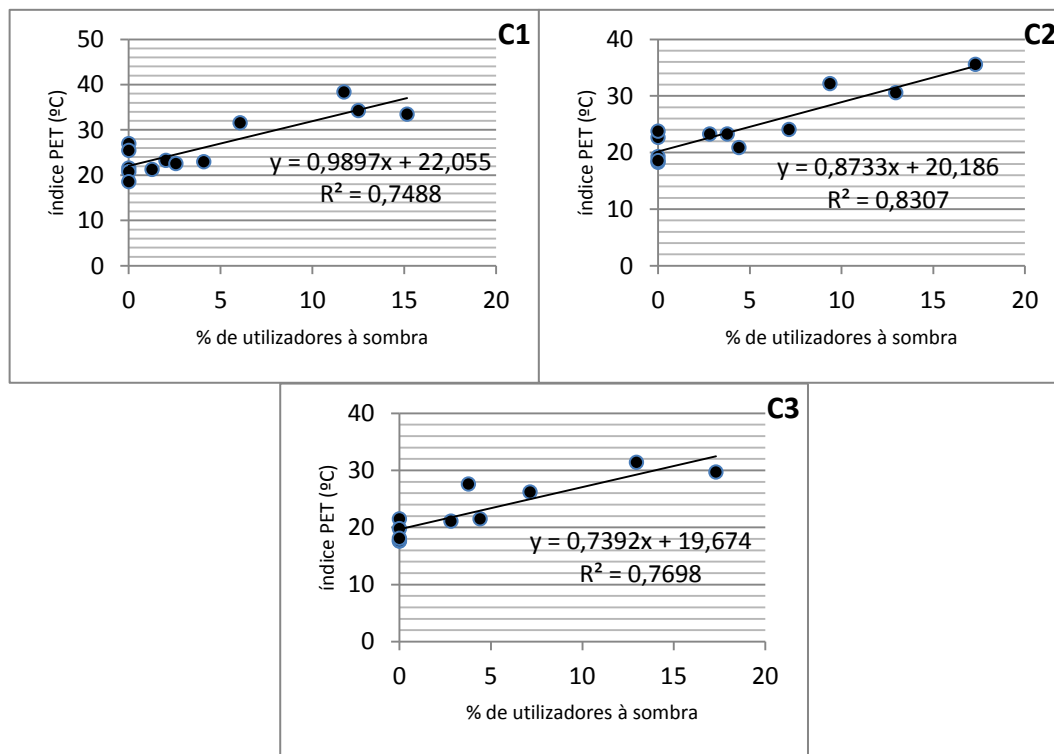 C1
50
40
30
20
10
0
índice PET (ºC)
y = 0,9897x + 22,055
R² = 0,7488
0 5 10 15 20
% de utilizadores à sombra
C2
40
30
20
10
0
índice PET (ºC)
y = 0,8733x + 20,186
R² = 0,8307
0 5 10 15 20
% de utilizadores à sombra
C3
40
30
20
10
0
índice PET (ºC)
y = 0,7392x + 19,674
R² = 0,7698
0 5 10 15 20
% de utilizadores à sombra